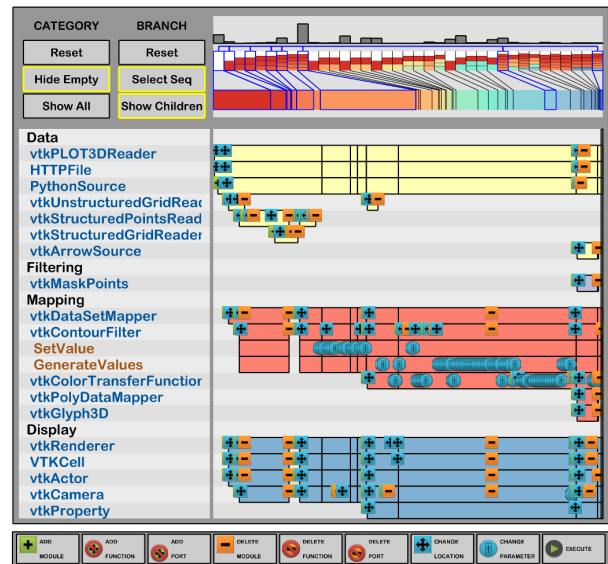 CATEGORY BRANCH
Reset Reset
Hide Empty Select Seq
Show All Show Children
Data
vtkPLOT3DReader
HTTPFile
PythonSource
vtkUnstructuredGridReac
vtkStructuredPointsRead
vtkStructuredGridReader
vtkArrowSource
Filtering
vtkMaskPoints
Mapping
vtkDataSetMapper
vtkContourFilter
SetValue
GenerateValues
vtkColorTransferFunctior
vtkPolyDataMapper
vtkGlyph3D
Display
vtkRenderer
VTKCell
vtkActor
vtkCamera
vtkProperty
ADD MODULE
ADD FUNCTION
ADD PORT
DELETE MODULE
DELETE FUNCTION
DELETE PORT
CHANGE LOCATION
CHANGE PARAMETER
EXECUTE